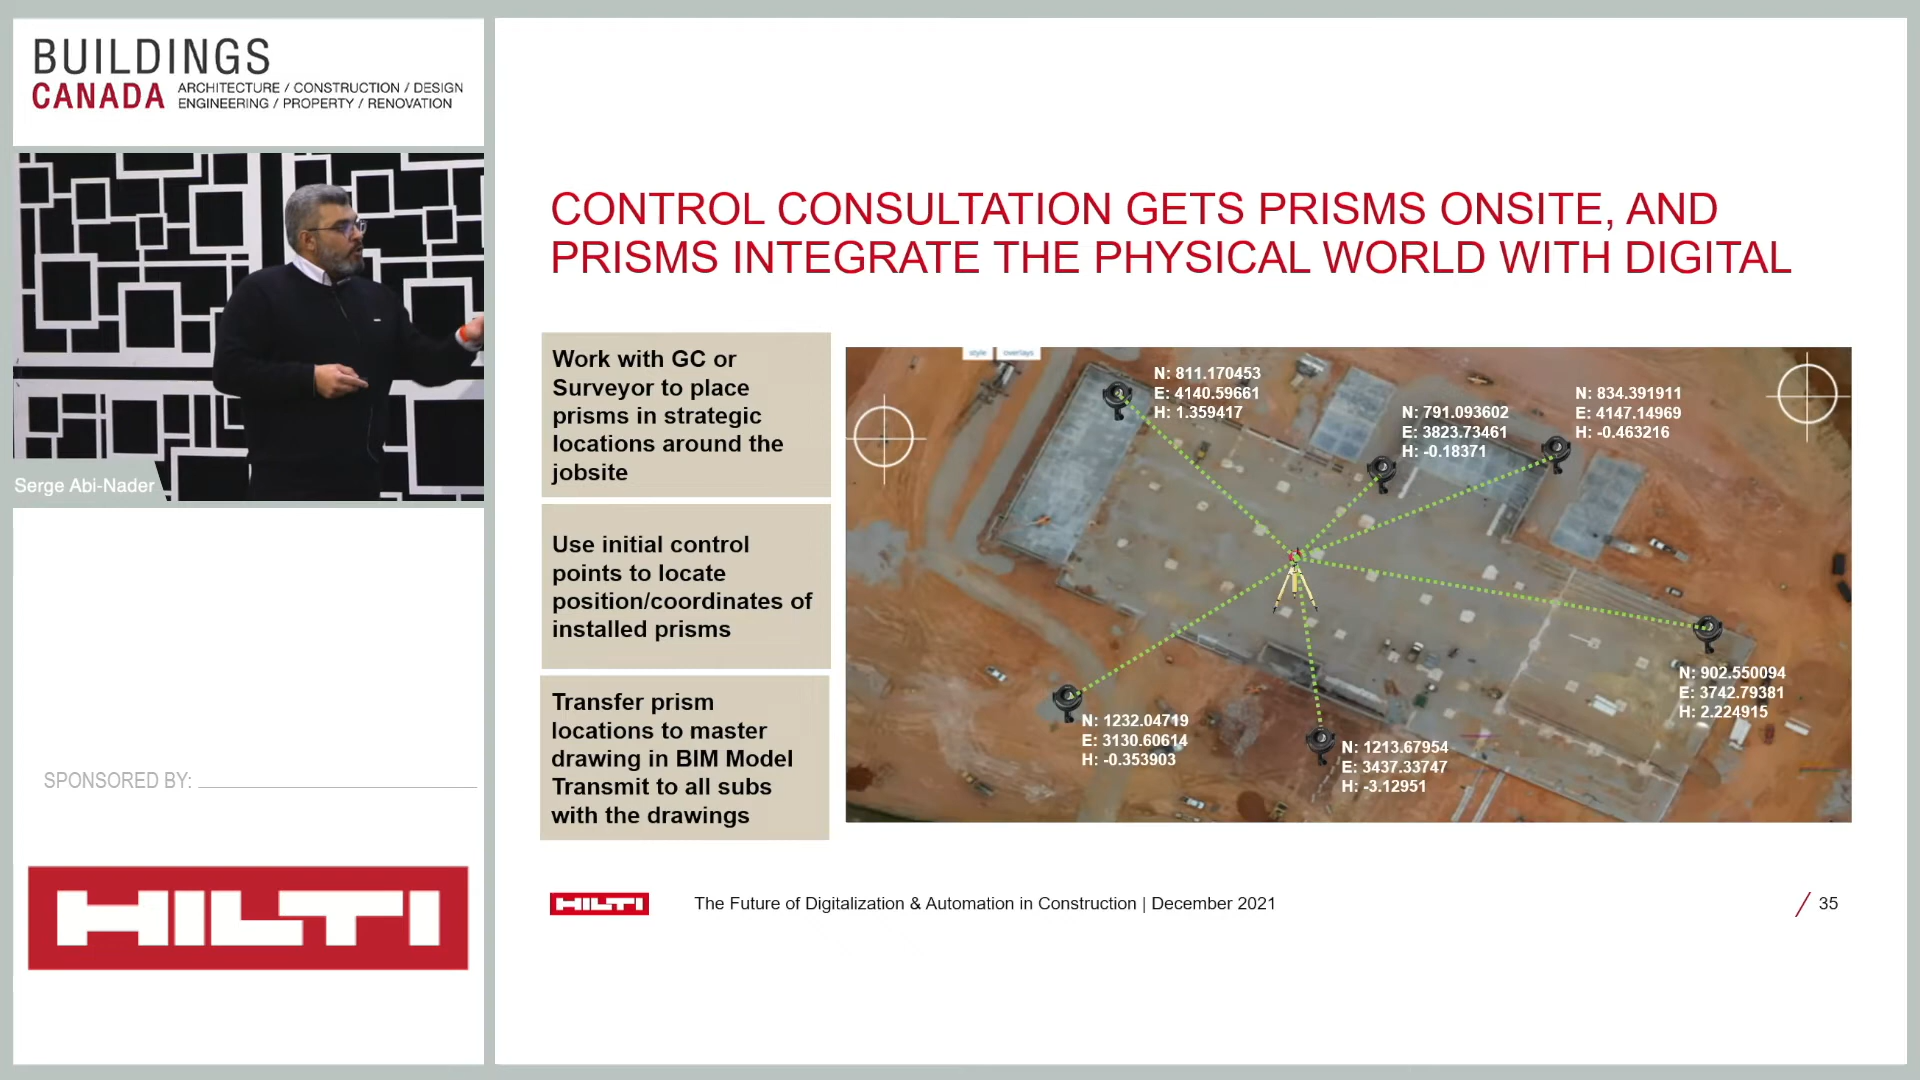 BUILDINGS
CANADA
ARCHITECTURE / CONSTRUCTION / DESIGN
ENGINEERING / PROPERTY / RENOVATION
Serge Abi-Nader
SPONSORED BY:
HILTI
CONTROL CONSULTATION GETS PRISMS ONSITE, AND
PRISMS INTEGRATE THE PHYSICAL WORLD WITH DIGITAL
Work with GC or
Surveyor to place
prisms in strategic
locations around the
jobsite
Use initial control
points to locate
position/coordinates of
installed prisms
Transfer prism
locations to master
drawing in BIM Model
Transmit to all subs
with the drawings
style overlays
N: 811.170453
E: 4140.59661
H: 1.359417
N: 791.093602
E: 3823.73461
H: -0.18371
N: 834.391911
E: 4147.14969
H: -0.463216
N: 902.550094
E: 3742.79381
H: 2.224915
N: 1232.04719
E: 3130.60614
H: -0.353903
N: 1213.67954
E: 3437.33747
H: -3.12951
HILTI
The Future of Digitalization & Automation in Construction | December 2021
/ 35